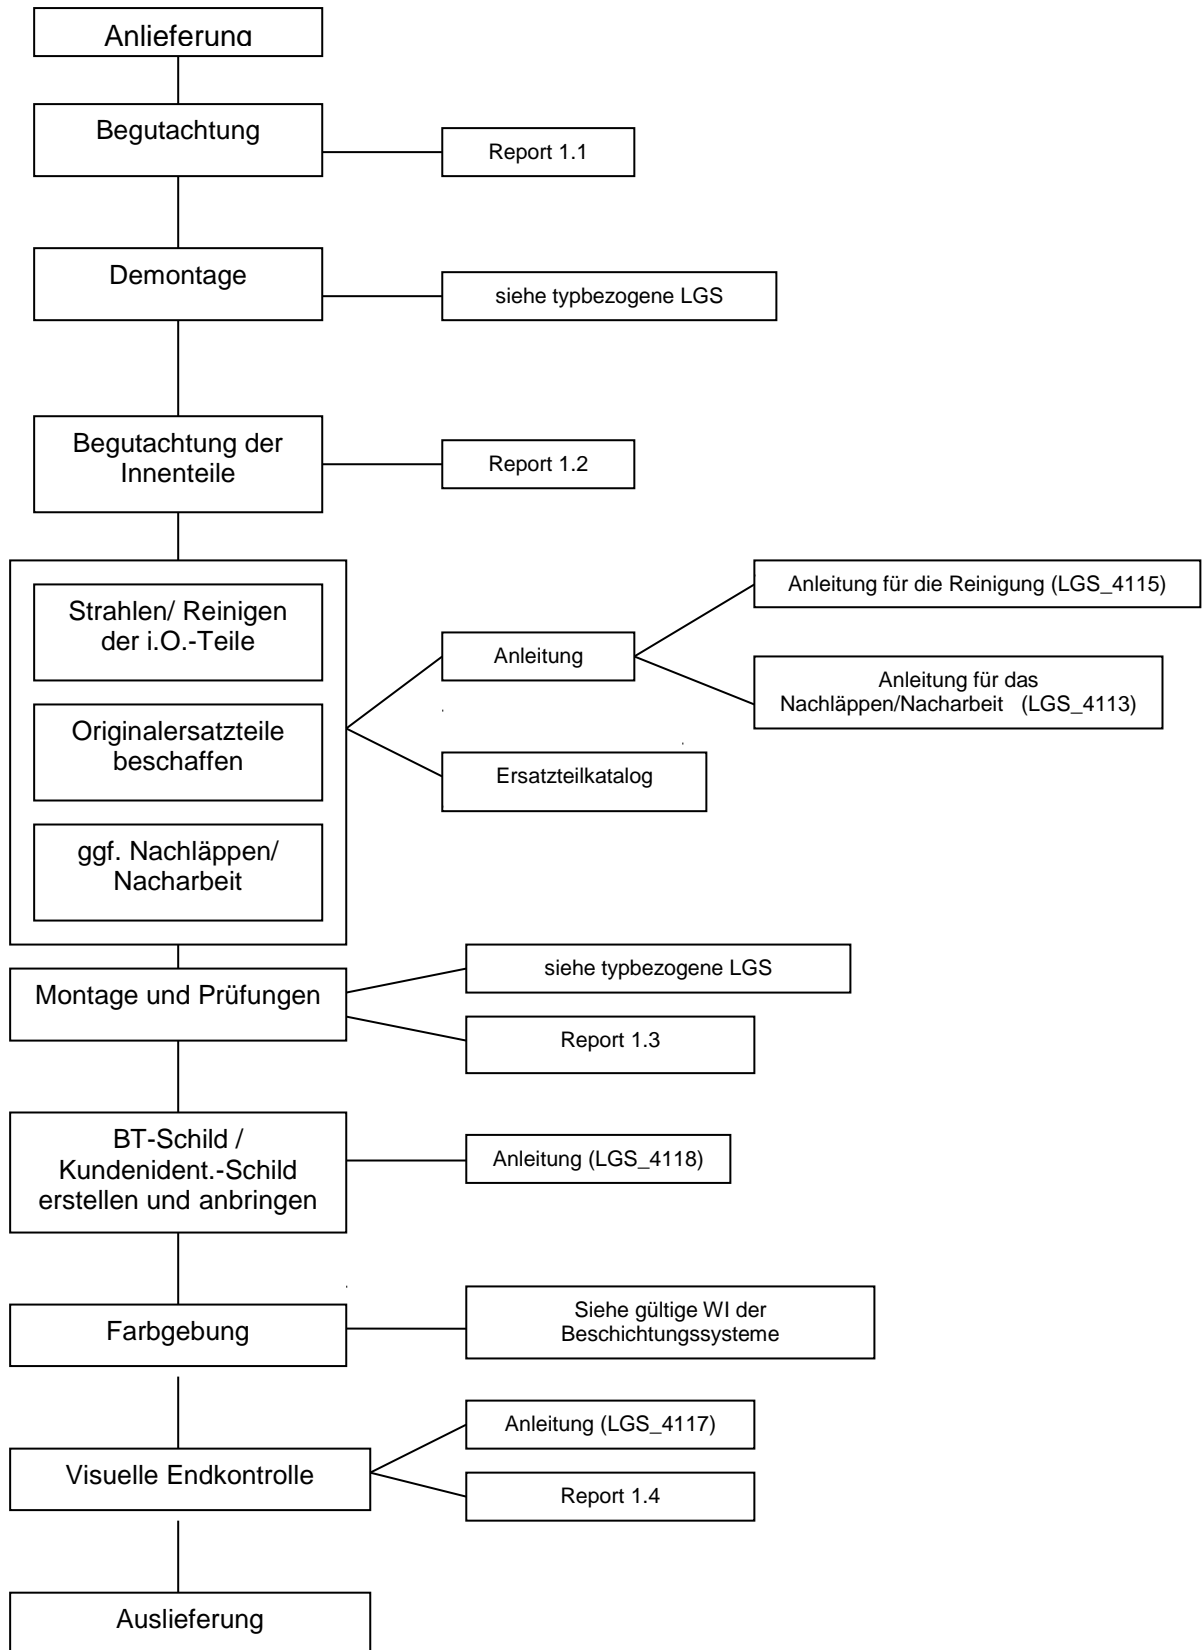 Anlieferung
Begutachtung
Report 1.1
Demontage
siehe typbezogene LGS
Begutachtung der
Innenteile
Report 1.2
Strahlen/ Reinigen
der i.O.-Teile
Originalersatzteile
beschaffen
ggf. Nachläppen/
Nacharbeit
Anleitung
Anleitung für die Reinigung (LGS_4115)
Anleitung für das
Nachläppen/Nacharbeit (LGS_4113)
Ersatzteilkatalog
Montage und Prüfungen
siehe typbezogene LGS
Report 1.3
BT-Schild /
Kundenident.-Schild
erstellen und anbringen
Anleitung (LGS_4118)
Farbgebung
Siehe gültige WI der
Beschichtungssysteme
Visuelle Endkontrolle
Anleitung (LGS_4117)
Report 1.4
Auslieferung